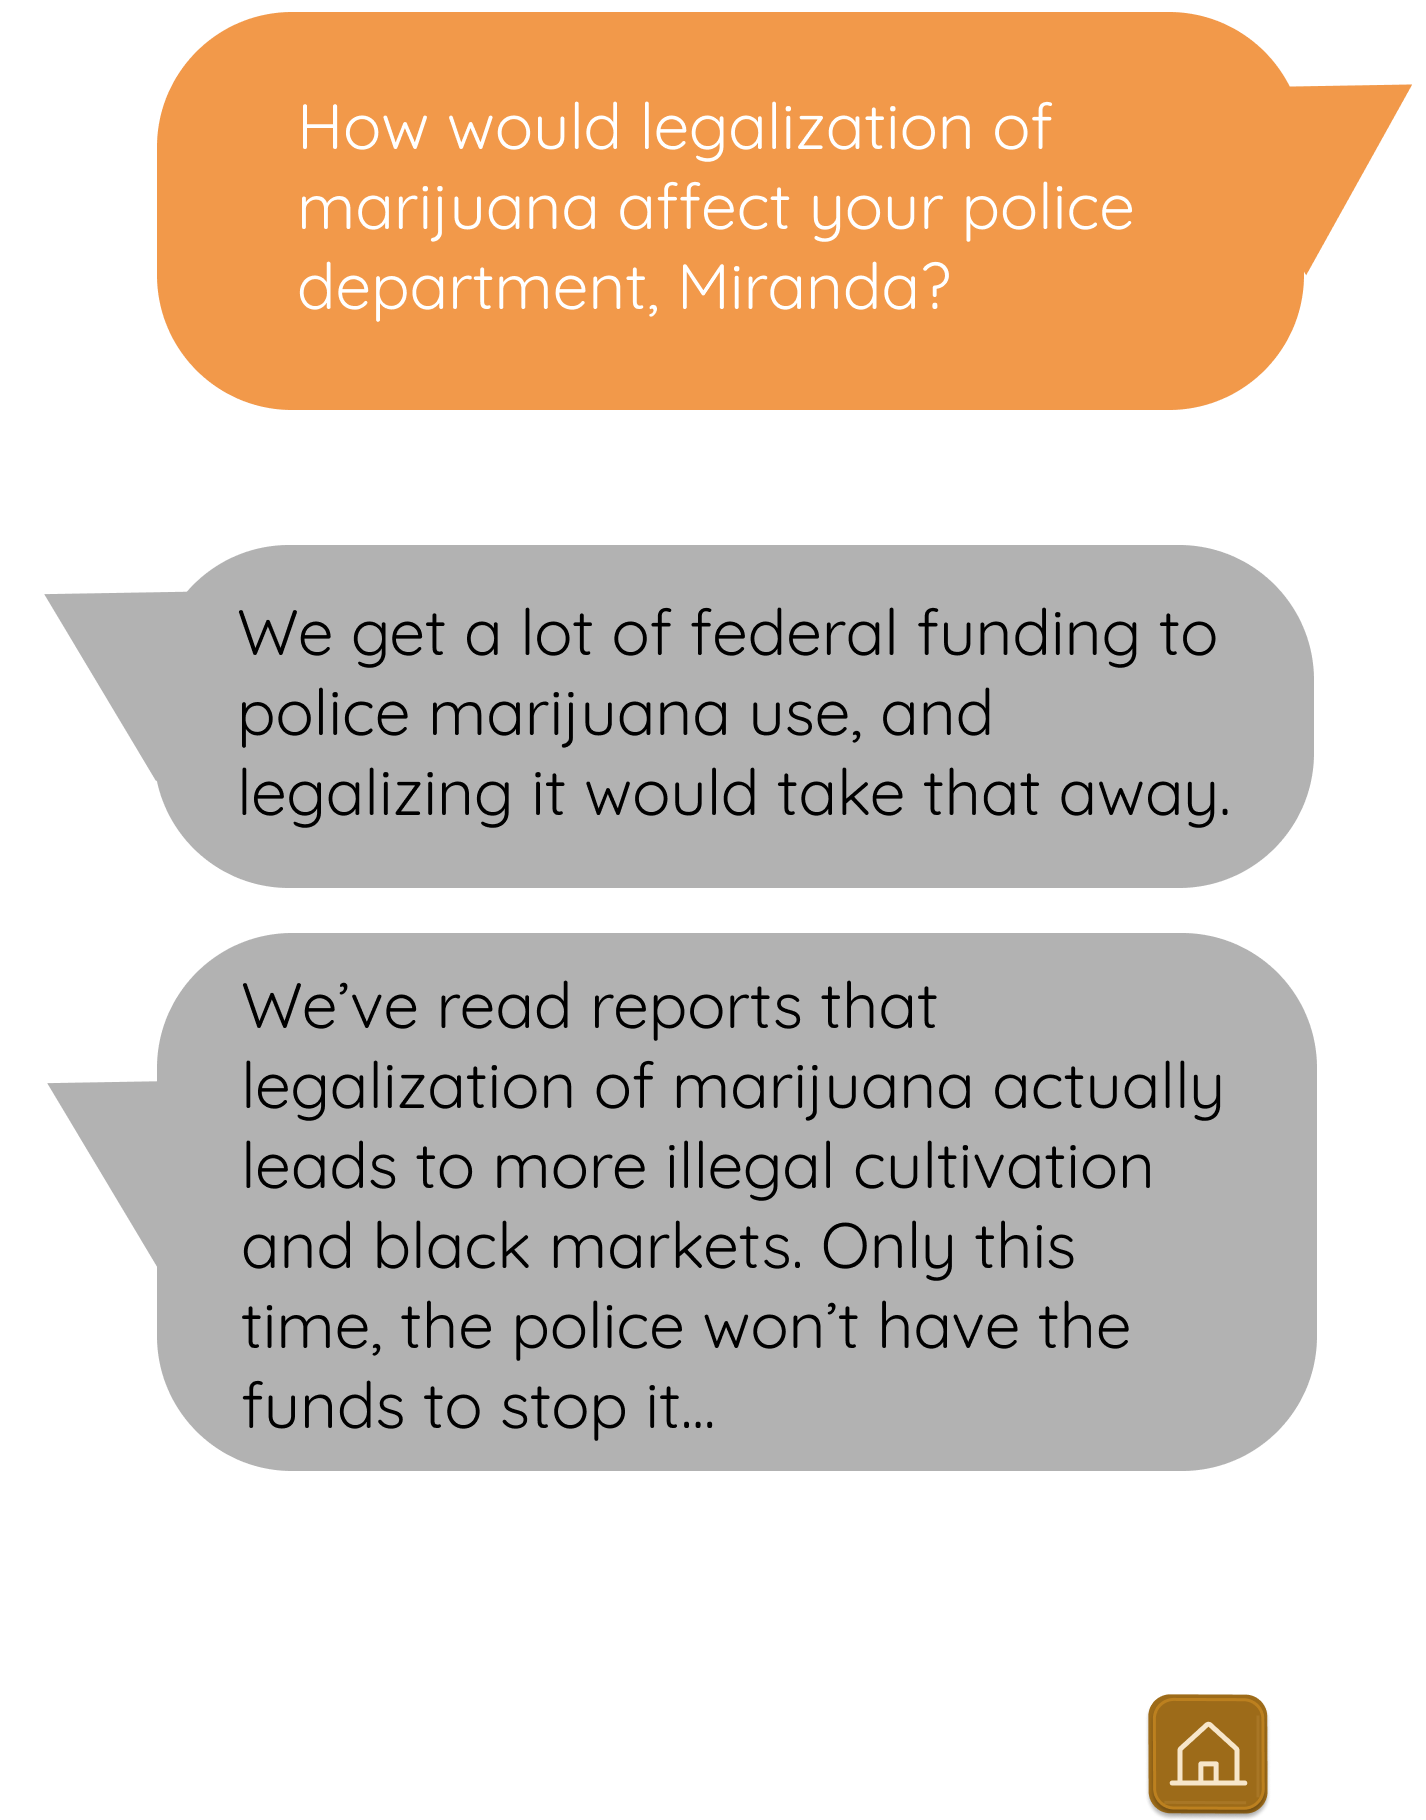 How would legalization of
marijuana affect your police
department, Miranda?
We get a lot of federal funding to
police marijuana use, and
legalizing it would take that away.
We’ve read reports that
legalization of marijuana actually
leads to more illegal cultivation
and black markets. Only this
time, the police won’t have the
funds to stop it...